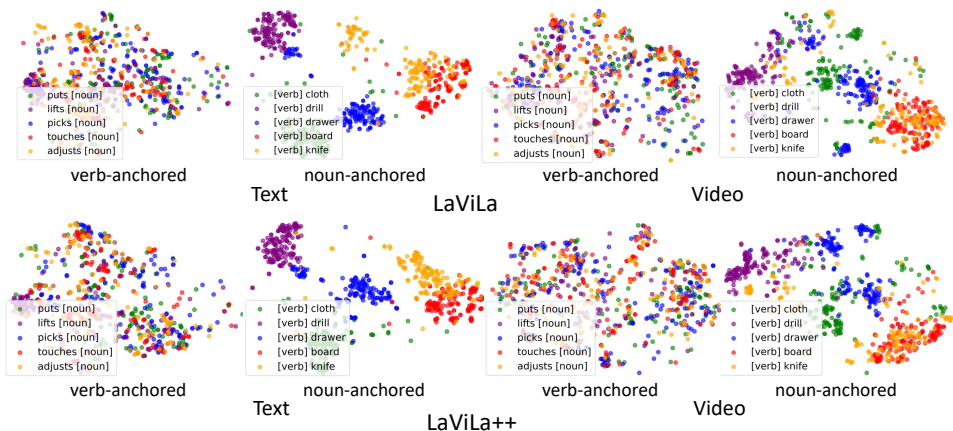 puts [noun]
lifts [noun]
picks [noun]
touches [noun]
adjusts [noun]
[verb] cloth
[verb] drill
[verb] drawer
[verb] board
[verb] knife
puts [noun]
lifts [noun]
picks [noun]
touches [noun]
adjusts [noun]
[verb] cloth
[verb] drill
[verb] drawer
[verb] board
[verb] knife
verb-anchored
noun-anchored
verb-anchored
noun-anchored
Text
Video
LaViLa
puts [noun]
lifts [noun]
picks [noun]
touches [noun]
adjusts [noun]
[verb] cloth
[verb] drill
[verb] drawer
[verb] board
[verb] knife
puts [noun]
lifts [noun]
picks [noun]
touches [noun]
adjusts [noun]
[verb] cloth
[verb] drill
[verb] drawer
[verb] board
[verb] knife
verb-anchored
noun-anchored
verb-anchored
noun-anchored
Text
Video
LaViLa++